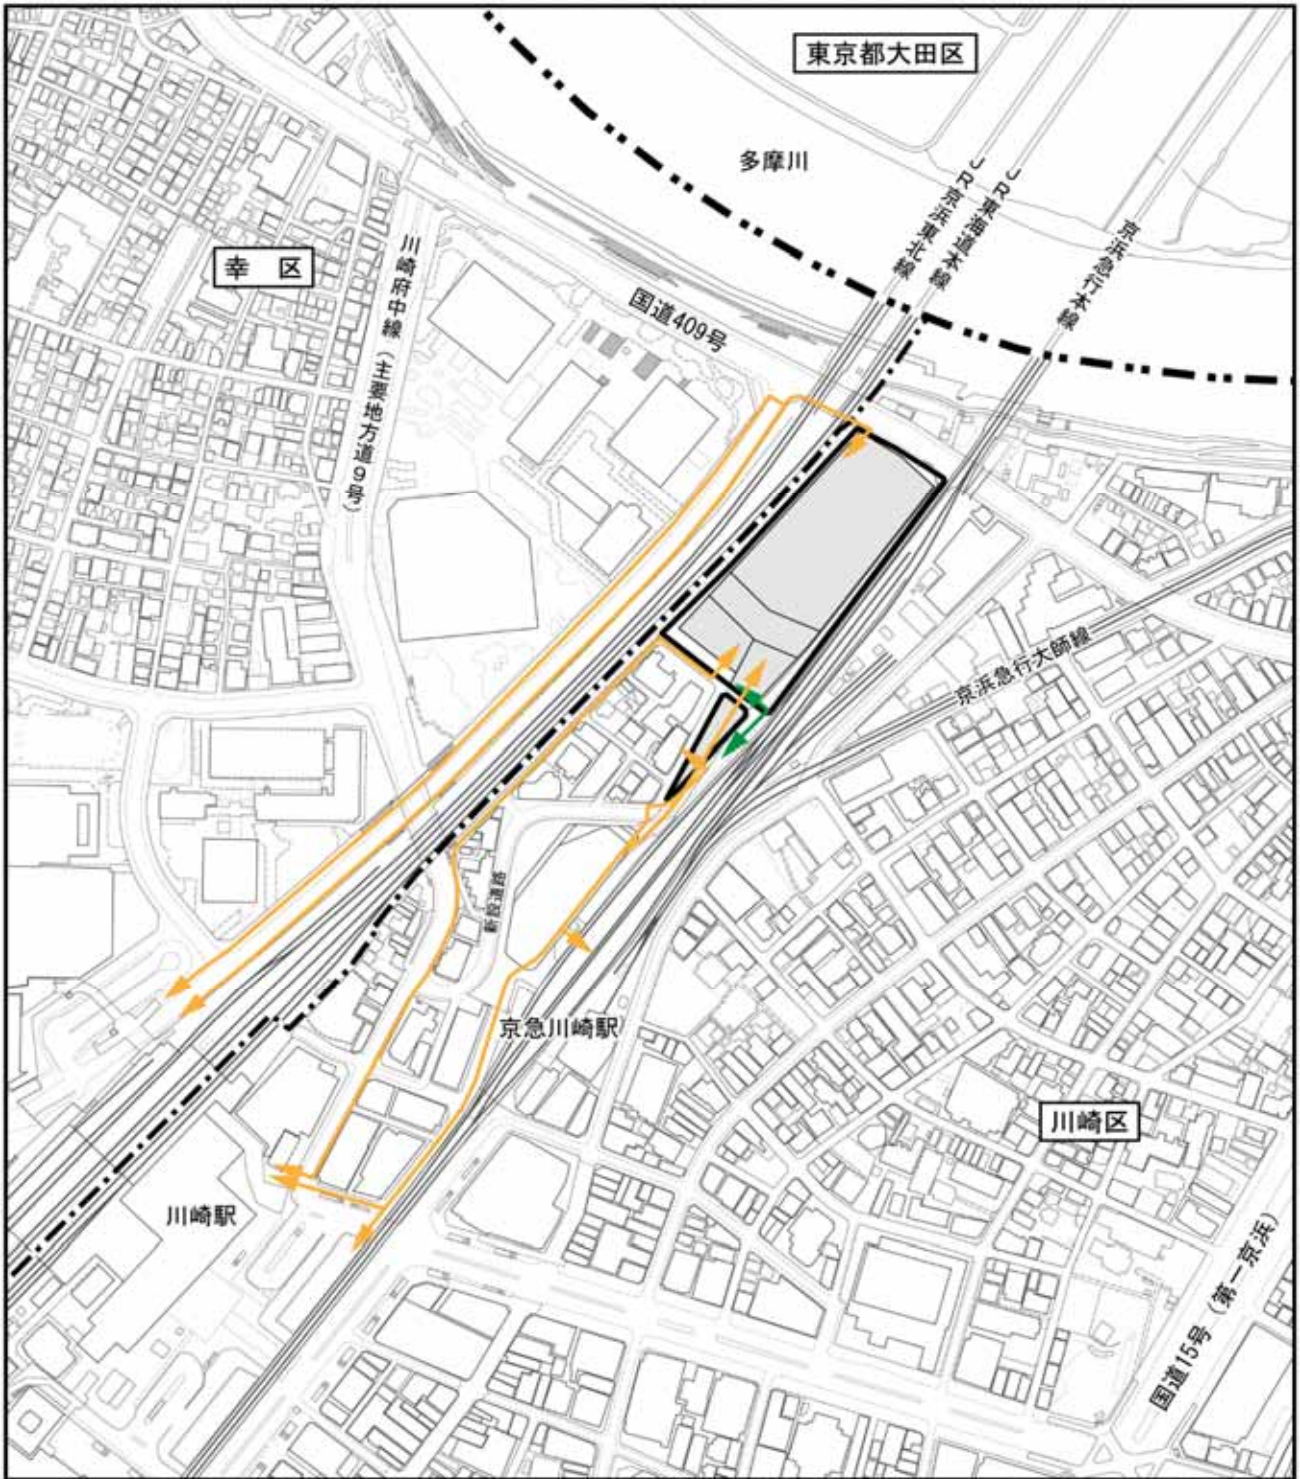 東京都大田区
多摩川
JR東海道本線
JR京浜東北線
京浜急行本線
幸 区
川崎府中線（主要地方道9号）
国道409号
京浜急行大師線
新設道路
京急川崎駅
川崎区
川崎駅
国道15号（第一京浜）